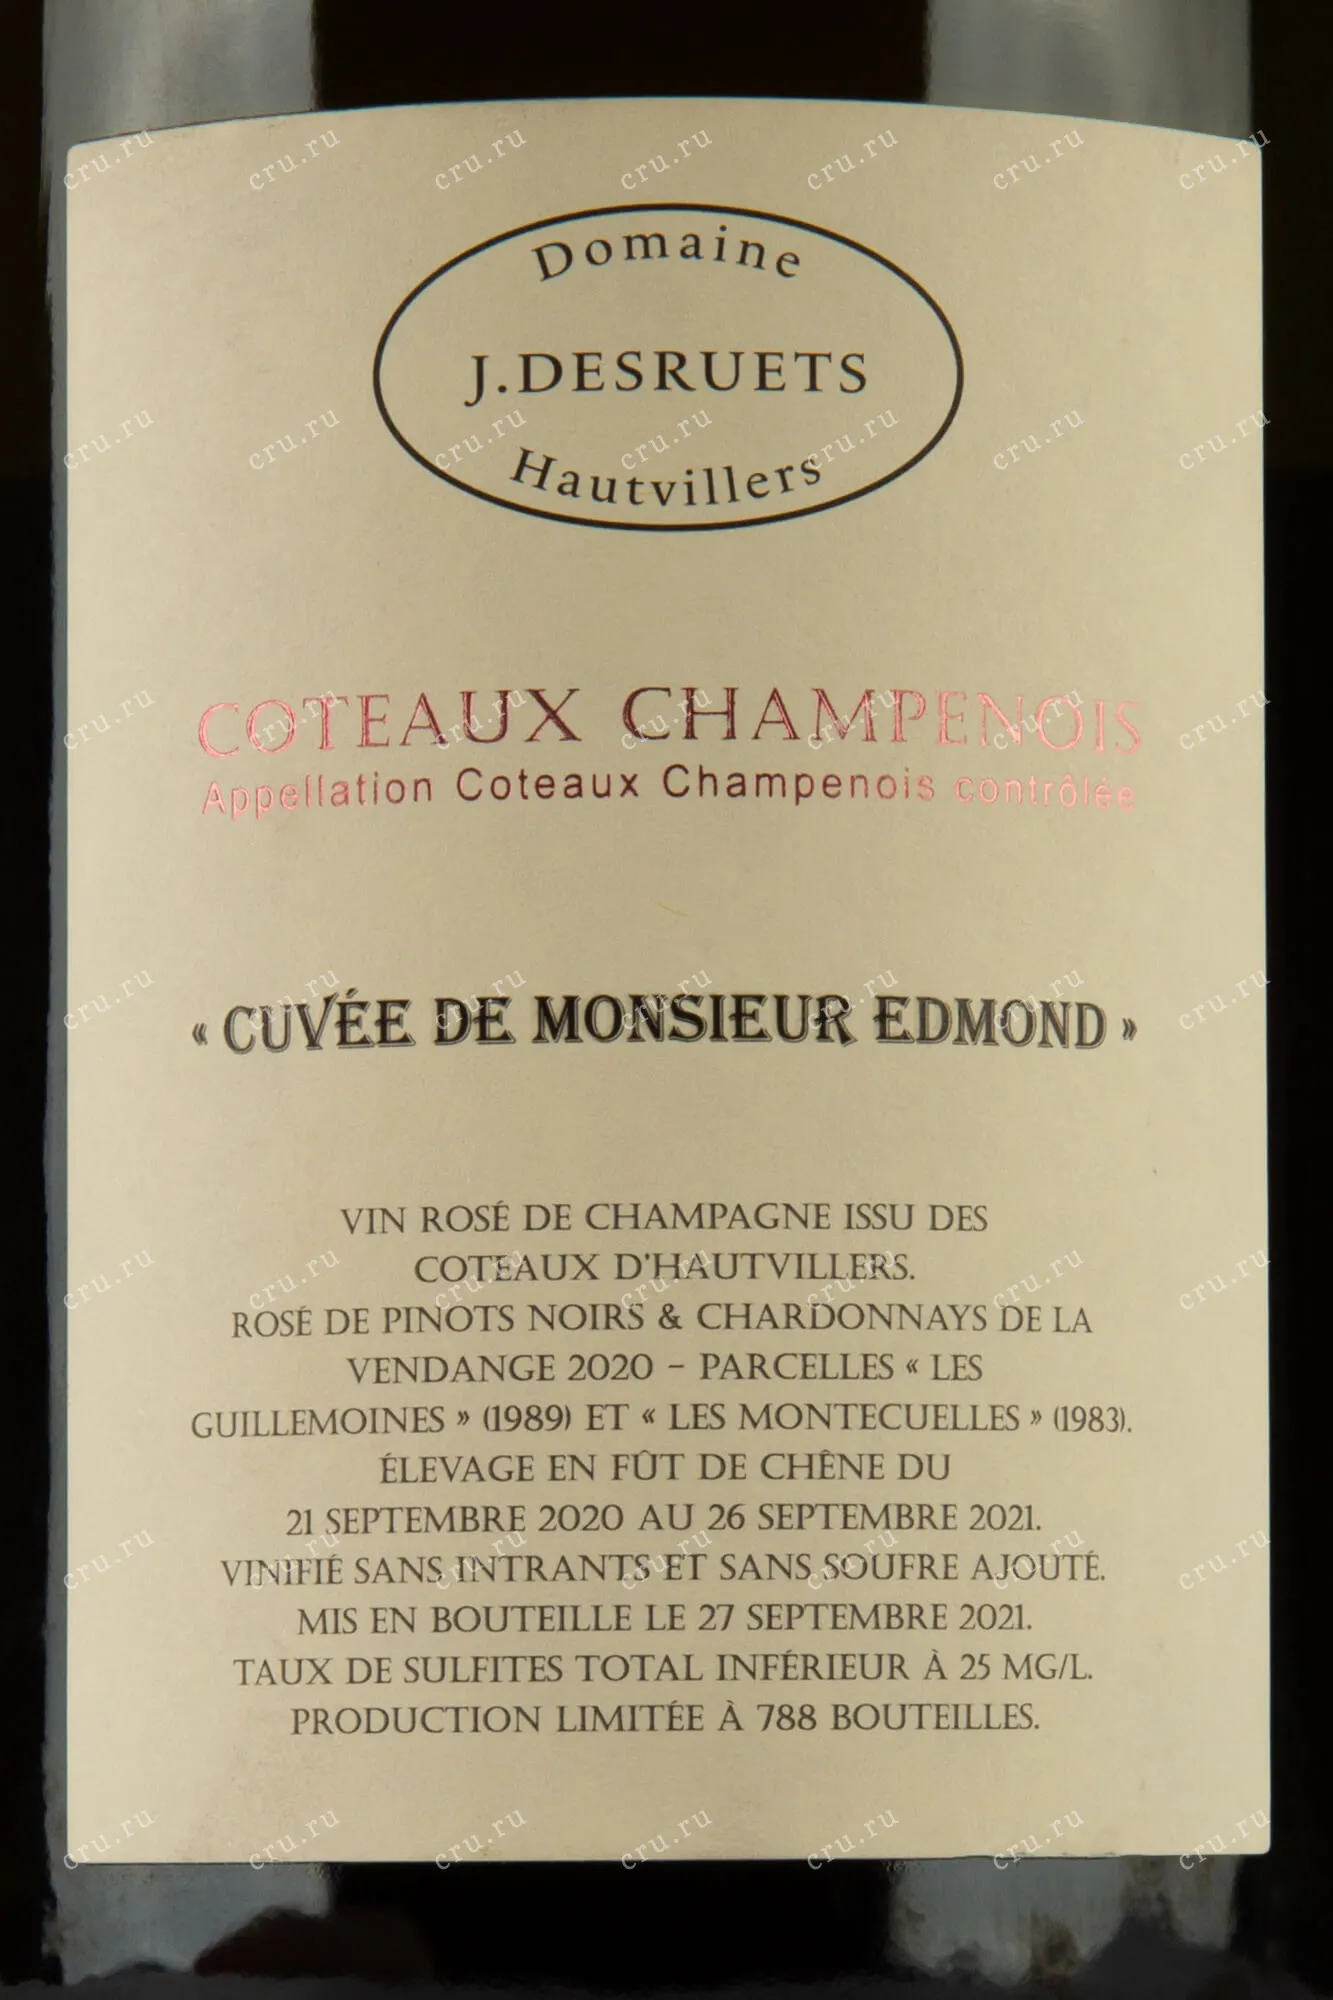 Domaine
J.DESRUETS
Hautvillers
COTEAUX CHAMPENOIS
Appellation Coteaux Champenois contrôlée
« CUVÉE DE MONSIEUR EDMOND »
VIN ROSÉ DE CHAMPAGNE ISSU DES
COTEAUX D'HAUTVILLERS.
ROSÉ DE PINOTS NOIRS & CHARDONNAYS DE LA
VENDANGE 2020 – PARCELLES « LES
GUILLEMOINES » (1989) ET « LES MONTECUELLES » (1983).
ÉLEVAGE EN FÛT DE CHÊNE DU
21 SEPTEMBRE 2020 AU 26 SEPTEMBRE 2021.
VINIFIÉ SANS INTRANTS ET SANS SOUFRE AJOUTÉ.
MIS EN BOUTEILLE LE 27 SEPTEMBRE 2021.
TAUX DE SULFITES TOTAL INFÉRIEUR À 25 MG/L.
PRODUCTION LIMITÉE À 788 BOUTEILLES.
cru.ru